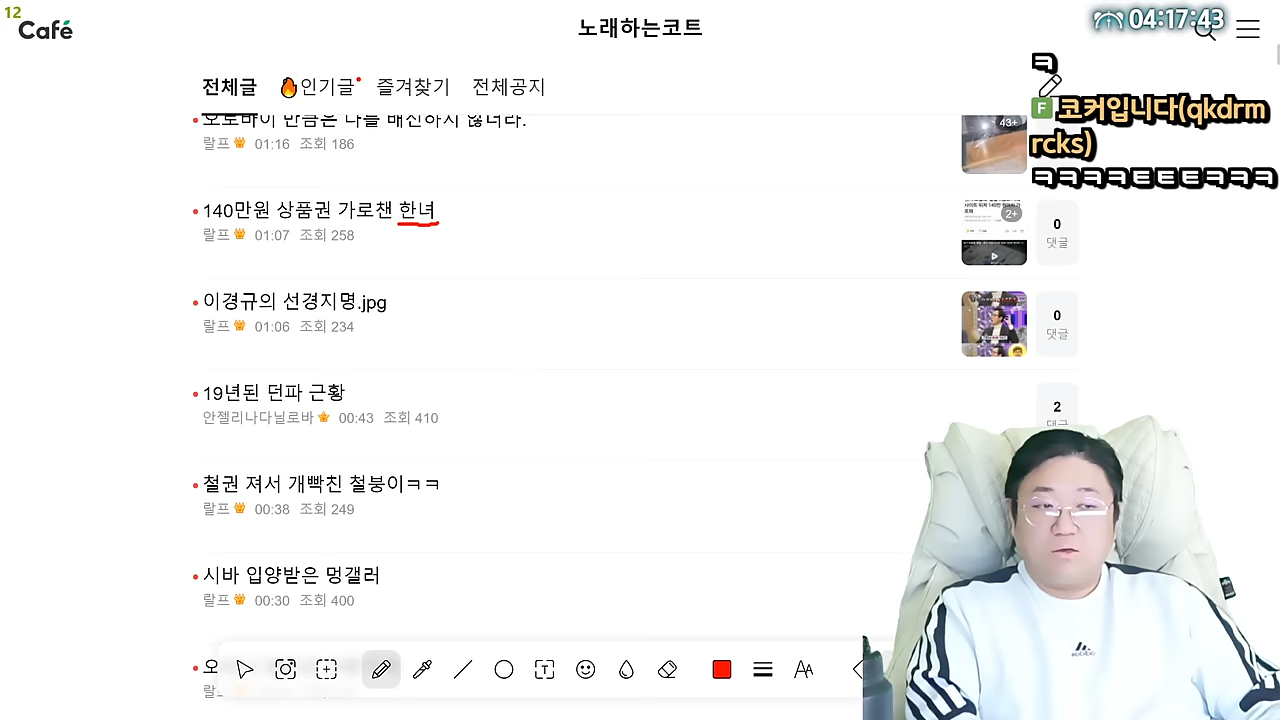 12
Café
노래하는코트
04:17:43
전체글 인기글 즐겨찾기 전체공지
랄프 01:16 조회 186
43+
140만원 상품권 가로챈 한녀
랄프 01:17 조회 258
2+
0
댓글
이경규의 선경지명.jpg
랄프 01:06 조회 234
0
댓글
19년된 던파 근황
안젤리나다닐로바 00:43 조회 410
2
철권 져서 개빡친 철붕이ㅋㅋ
랄프 00:38 조회 249
시바 입양받은 멍갤러
랄프 00:30 조회 400
오
T
AA
ㅋ
F 코커입니다(qkdrm
rcks)
ㅋㅋㅋㅋㅌㅌㅌㅋㅋㅋ